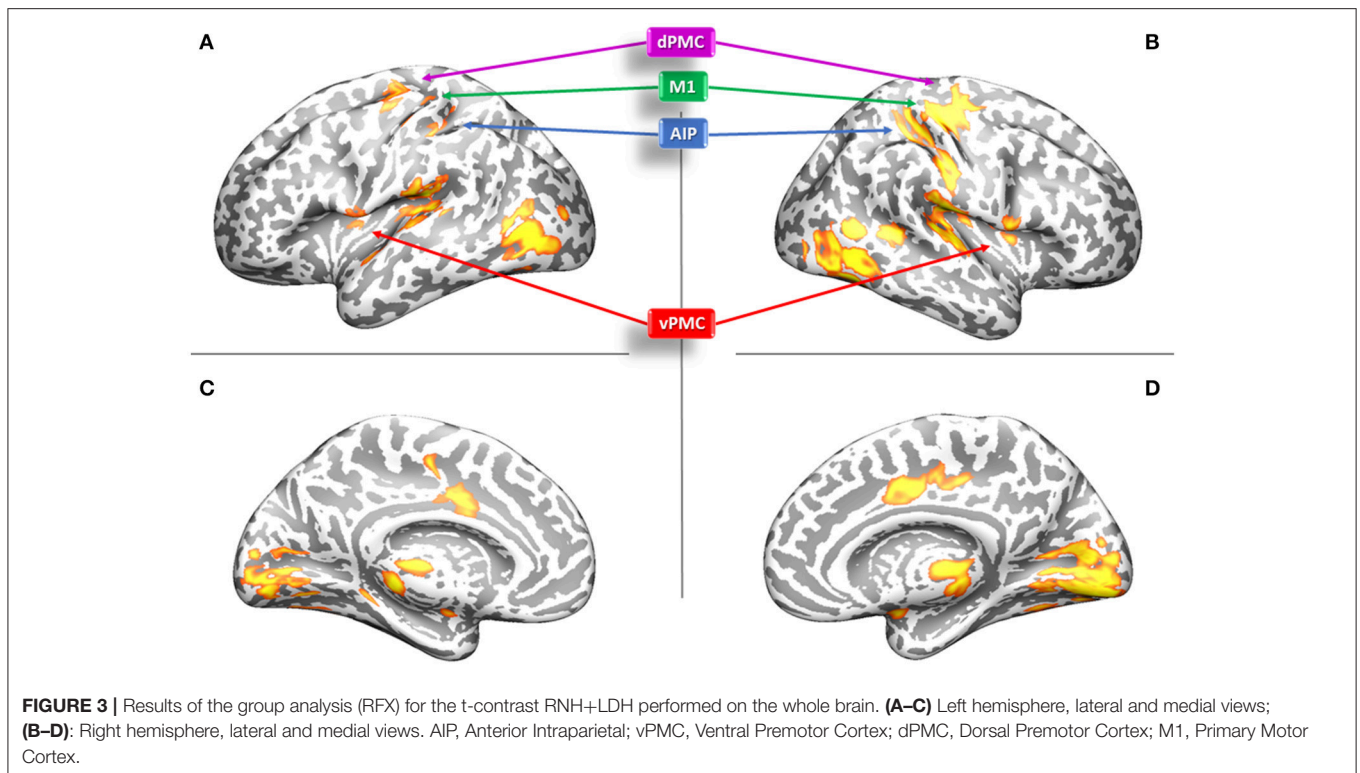 A
dPMC
B
M1
AIP
vPMC
C
D
FIGURE 3 | Results of the group analysis (RFX) for the t-contrast RNH+LDH performed on the whole brain. (A–C) Left hemisphere, lateral and medial views;
(B–D): Right hemisphere, lateral and medial views. AIP, Anterior Intraparietal; vPMC, Ventral Premotor Cortex; dPMC, Dorsal Premotor Cortex; M1, Primary Motor
Cortex.